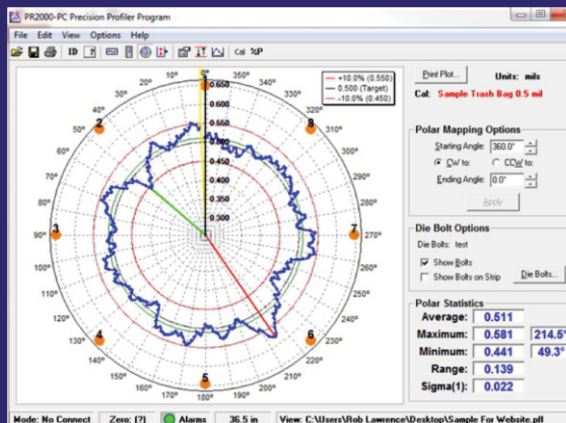 PR2000-PC Precision Profiler Program
File Edit View Options Help
ID ? Cal %P
+10.0% (0.550)
0.500 (Target)
-10.0% (0.450)
Print Plot... Units: mils
Cal: Sample Trash Bag 0.5 mil
Polar Mapping Options
Starting Angle: 360.0°
CW to: CCW to:
Ending Angle: 0.0°
Apply
Die Bolt Options
Die Bolts: test
Show Bolts
Show Bolts on Strip Die Bolts...
Polar Statistics
Average: 0.511
Maximum: 0.581 214.5°
Minimum: 0.441 49.3°
Range: 0.139
Sigma(1): 0.022
0.650
0.600
0.550
0.500
0.450
0.400
0.350
0.300
10°
20°
30°
40°
50°
60°
70°
80°
90°
100°
110°
120°
130°
140°
150°
160°
170°
180°
190°
200°
210°
220°
230°
240°
250°
260°
270°
280°
290°
300°
310°
320°
330°
340°
350°
2
3
4
5
6
7
8
Mode: No Connect Zero: [?] Alarms 36.5 in View: C:\Users\Rob Lawrence\Desktop\Sample For Website.pfl